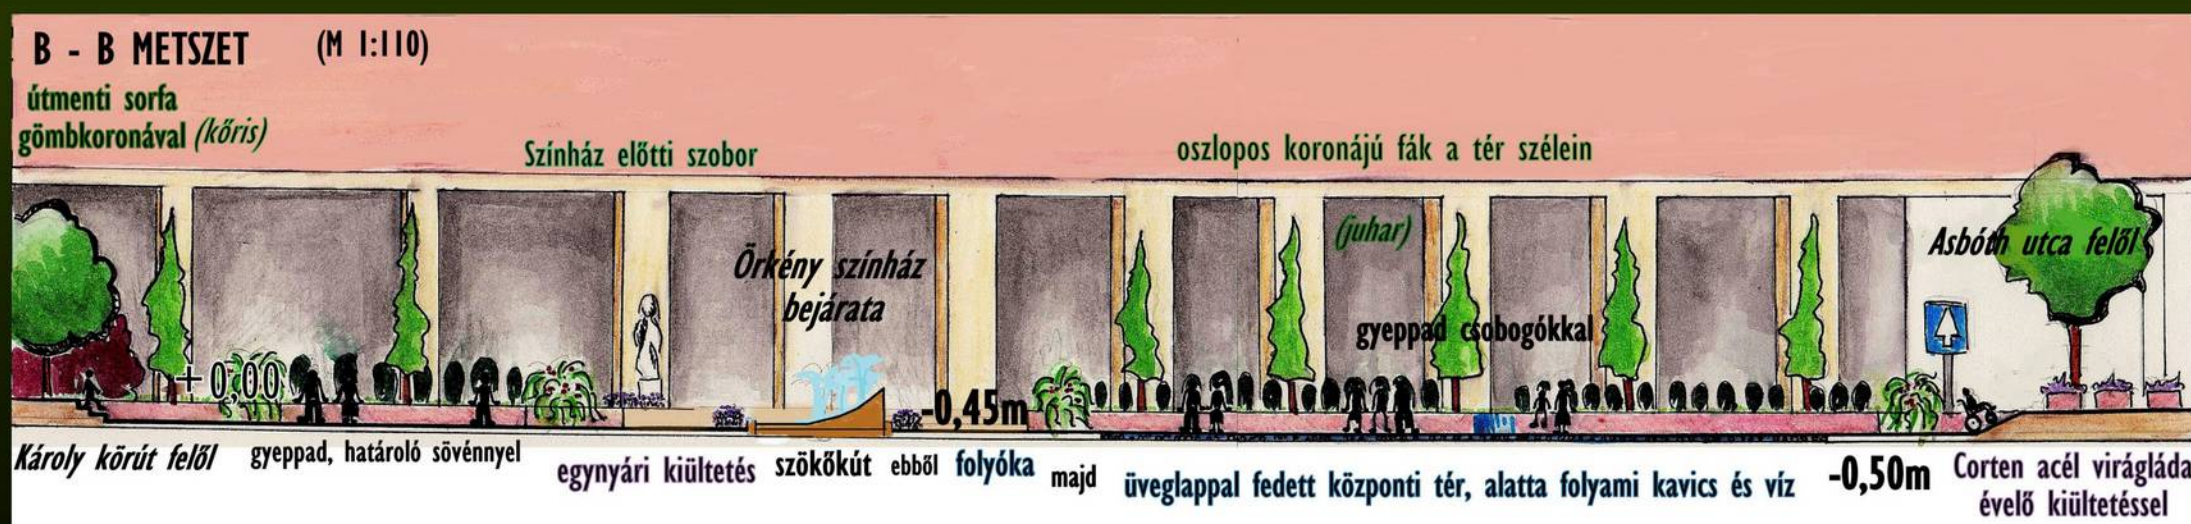 B - B METSZET (M 1:110)
útmenti sorfa
gömbkoronával (kőris)
Színház előtti szobor
oszlopos koronájú fák a tér szélein
(juhar)
Örkény színház
bejárata
Asbóth utca felől
gyeppad csobogókkal
+ 0,00
-0,45m
Károly körút felől
gyeppad, határoló sövénnyel
egynyári kiültetés
szökőkút
ebből folyóka
majd
üveglappal fedett központi tér, alatta folyami kavics és víz
-0,50m
Corten acél virágláda
évelő kiültetéssel